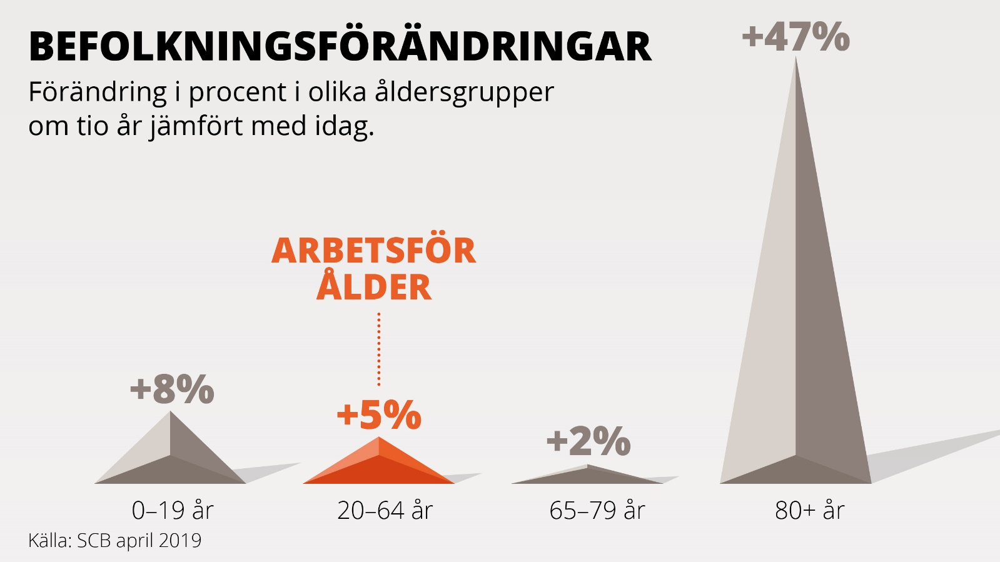 BEFOLKNINGSFÖRÄNDRINGAR
Förändring i procent i olika åldersgrupper
om tio år jämfört med idag.
+47%
ARBETSFÖR
ÅLDER
+8%
+5%
+2%
0–19 år
20–64 år
65–79 år
80+ år
Källa: SCB april 2019